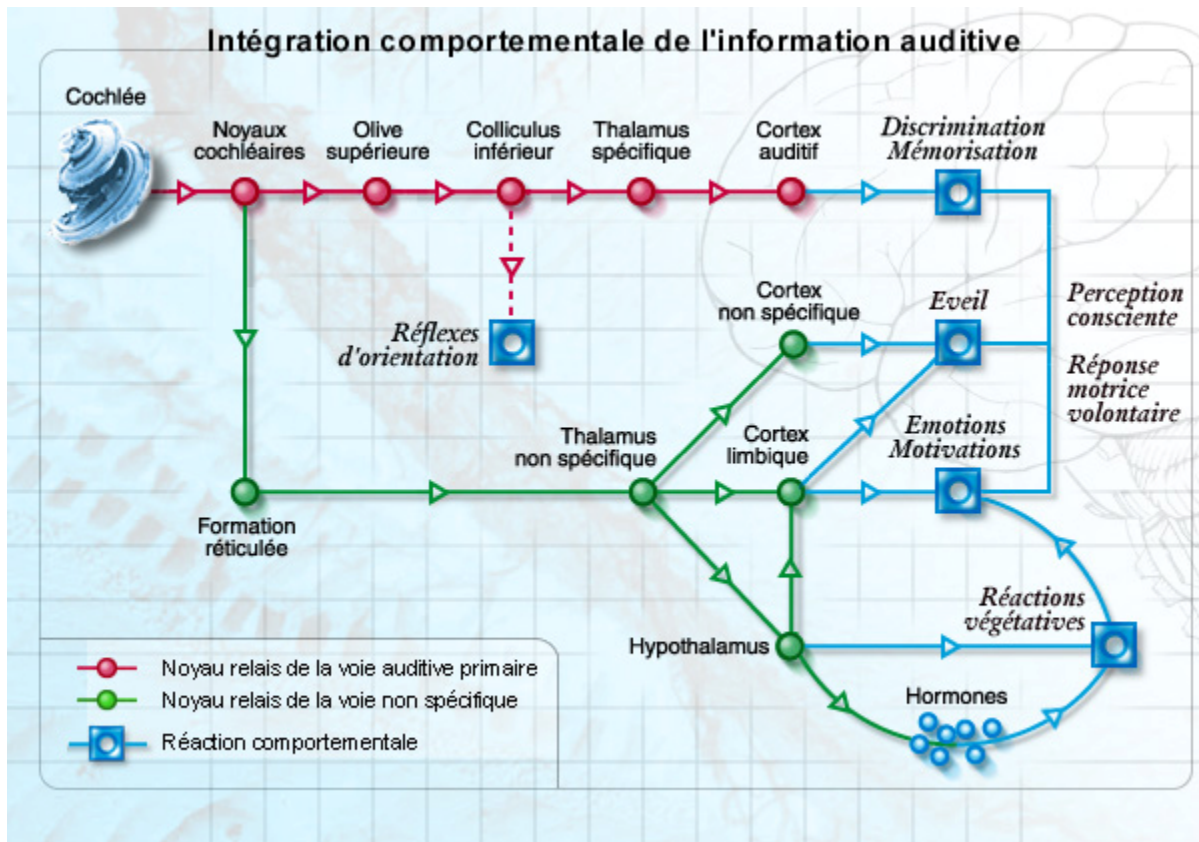 Intégration comportementale de l'information auditive
Cochlée
Noyaux
cochléaires
Olive
supérieure
Colliculus
inférieur
Thalamus
spécifique
Cortex
auditif
Discrimination
Mémorisation
Réflexes
d'orientation
Cortex
non spécifique
Eveil
Perception
consciente
Réponse
motrice
volontaire
Thalamus
non spécifique
Cortex
limbique
Emotions
Motivations
Formation
réticulée
Réactions
végétatives
Hypothalamus
Hormones
Noyau relais de la voie auditive primaire
Noyau relais de la voie non spécifique
Réaction comportementale